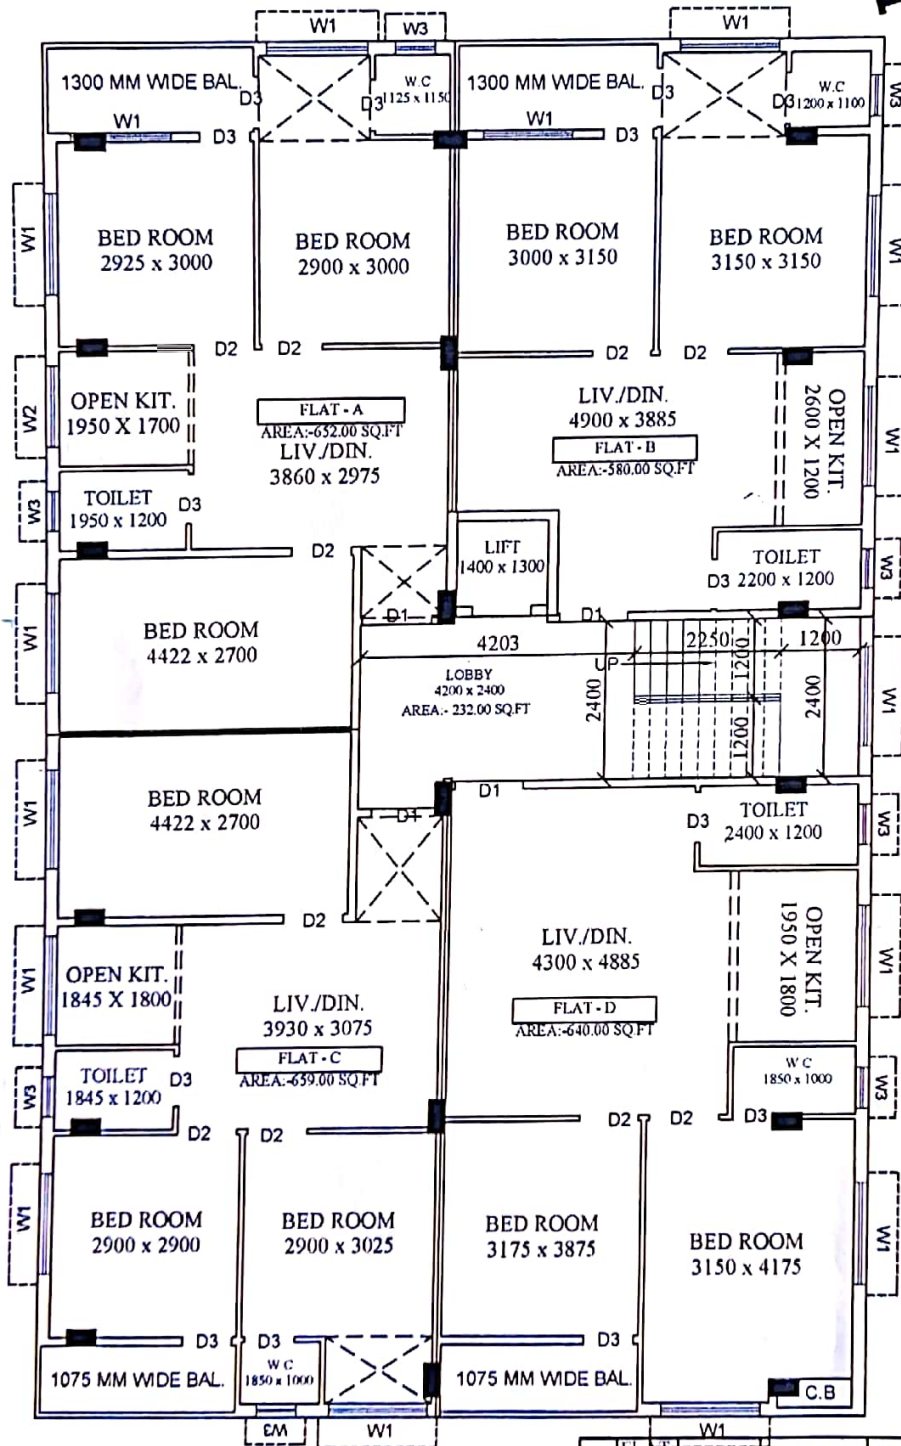 W1
W3
W1
1300 MM WIDE BAL.
D3
D3
W.C
1125 x 1150
1300 MM WIDE BAL.
D3
D3
W.C
1200 x 1100
W3
W1
D3
W1
D3
W1
BED ROOM
2925 x 3000
BED ROOM
2900 x 3000
BED ROOM
3000 x 3150
BED ROOM
3150 x 3150
W1
D2
D2
D2
D2
W2
OPEN KIT.
1950 X 1700
FLAT - A
AREA:-652.00 SQ.FT
LIV./DIN.
3860 x 2975
LIV./DIN.
4900 x 3885
FLAT - B
AREA:-580.00 SQ.FT
OPEN KIT.
2600 X 1200
W1
W3
TOILET
1950 x 1200
D3
D2
LIFT
1400 x 1300
TOILET
2200 x 1200
D3
W3
W1
BED ROOM
4422 x 2700
D1
D1
4203
2250
1200
UP
1200
2400
2400
1200
LOBBY
4200 x 2400
AREA:- 232.00 SQ.FT
W1
W1
BED ROOM
4422 x 2700
D1
D1
D3
TOILET
2400 x 1200
W3
D2
W1
OPEN KIT.
1845 X 1800
LIV./DIN.
3930 x 3075
FLAT - C
AREA:-659.00 SQ.FT
LIV./DIN.
4300 x 4885
FLAT - D
AREA:-640.00 SQ.FT
OPEN KIT.
1950 X 1800
W1
W3
TOILET
1845 x 1200
D3
W C
1850 x 1000
W3
D2
D2
D2
D2
D3
W1
BED ROOM
2900 x 2900
BED ROOM
2900 x 3025
BED ROOM
3175 x 3875
BED ROOM
3150 x 4175
W1
D3
D3
D3
1075 MM WIDE BAL.
W C
1850 x 1000
1075 MM WIDE BAL.
C.B
W3
W1
W1